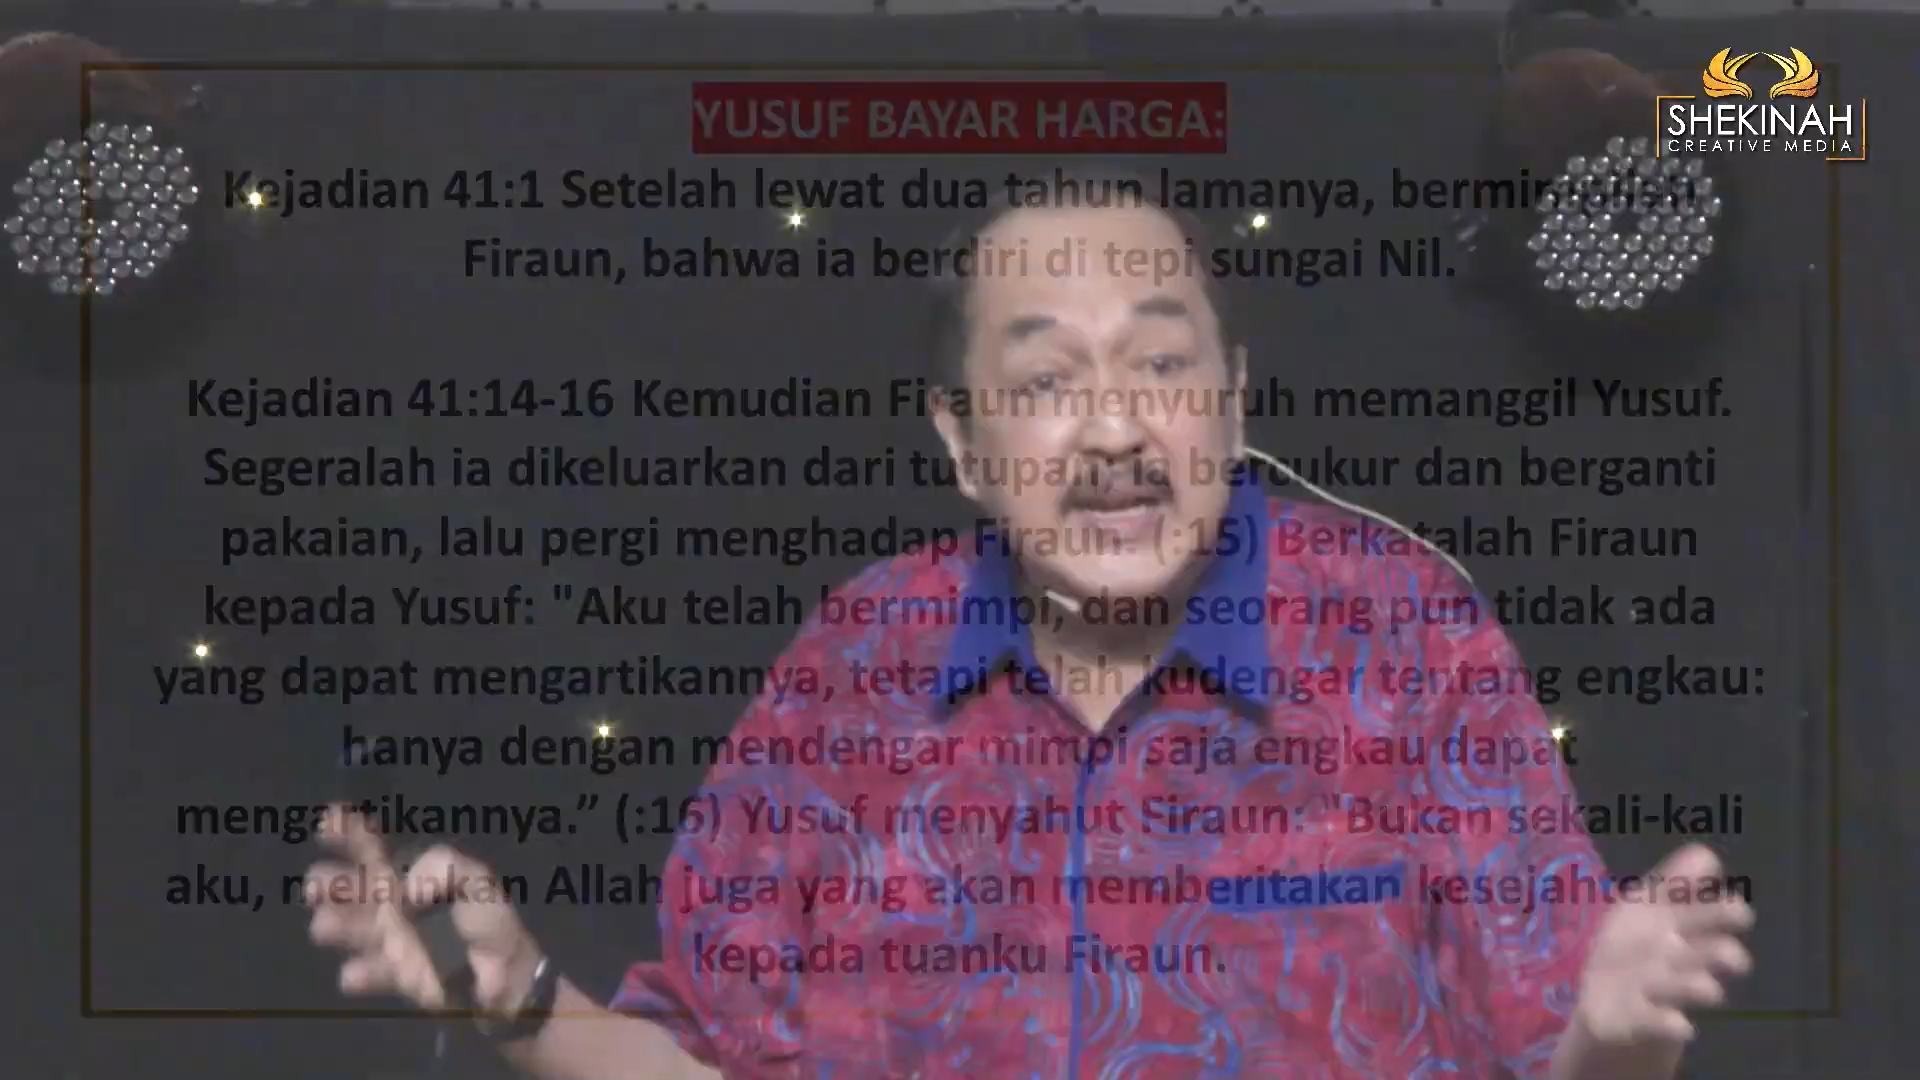 SHEKINAH
CREATIVE MEDIA
YUSUF BAYAR HARGA:
Kejadian 41:1 Setelah lewat dua tahun lamanya, bermimpilah
Firaun, bahwa ia berdiri di tepi sungai Nil.
Kejadian 41:14-16 Kemudian Firaun menyuruh memanggil Yusuf.
Segeralah ia dikeluarkan dari tutupan; ia bercukur dan berganti
pakaian, lalu pergi menghadap Firaun. (:15) Berkatalah Firaun
kepada Yusuf: "Aku telah bermimpi, dan seorang pun tidak ada
yang dapat mengartikannya, tetapi telah kudengar tentang engkau:
hanya dengan mendengar mimpi saja engkau dapat
mengartikannya.” (:16) Yusuf menyahut Firaun: "Bukan sekali-kali
aku, melainkan Allah juga yang akan memberitakan kesejahteraan
kepada tuanku Firaun.